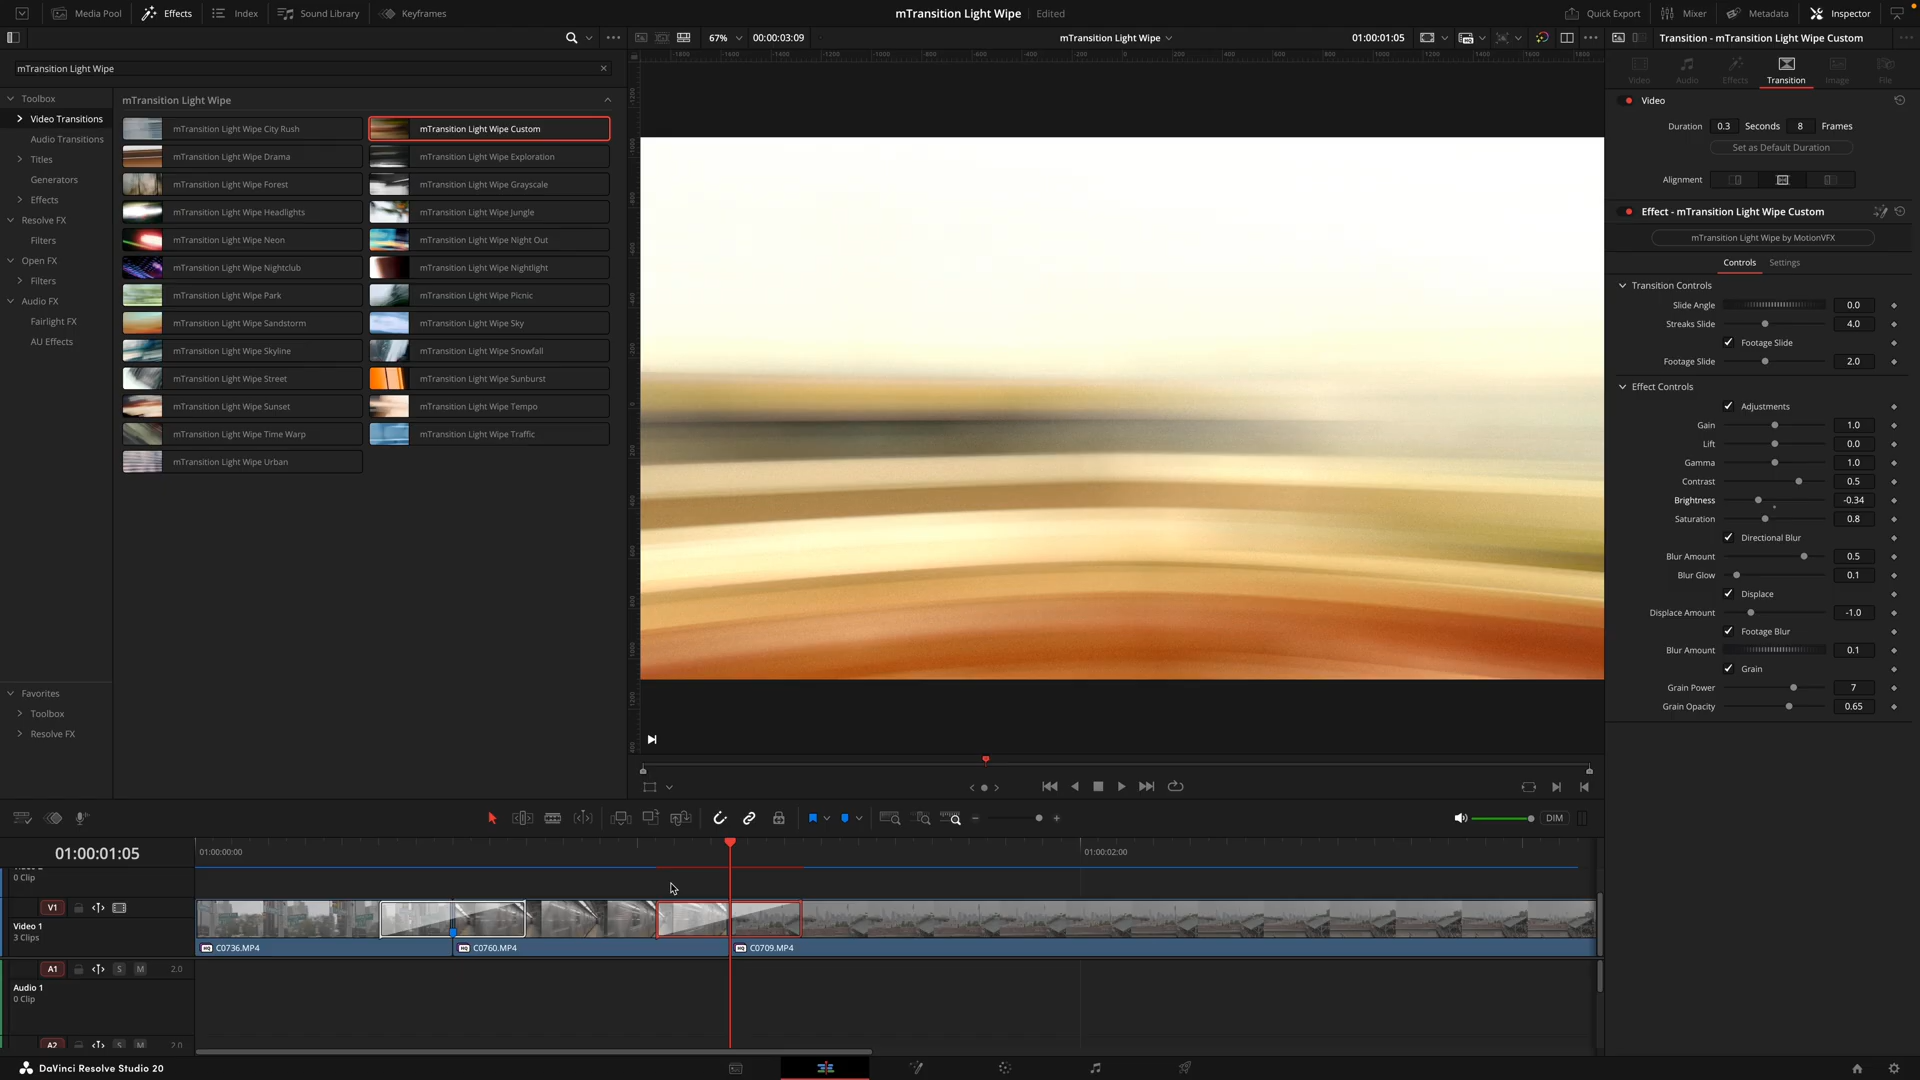 Media Pool
Effects
Index
Sound Library
Keyframes
mTransition Light Wipe
Edited
Quick Export
Mixer
Metadata
Inspector
67%
00:00:03:09
mTransition Light Wipe
01:00:01:05
Transition - mTransition Light Wipe Custom
mTransition Light Wipe
Toolbox
Video Transitions
Audio Transitions
Titles
Generators
Effects
Resolve FX
Filters
Open FX
Filters
Audio FX
Fairlight FX
AU Effects
Favorites
Toolbox
Resolve FX
mTransition Light Wipe
mTransition Light Wipe City Rush
mTransition Light Wipe Custom
mTransition Light Wipe Drama
mTransition Light Wipe Exploration
mTransition Light Wipe Forest
mTransition Light Wipe Grayscale
mTransition Light Wipe Headlights
mTransition Light Wipe Jungle
mTransition Light Wipe Neon
mTransition Light Wipe Night Out
mTransition Light Wipe Nightclub
mTransition Light Wipe Nightlight
mTransition Light Wipe Park
mTransition Light Wipe Picnic
mTransition Light Wipe Sandstorm
mTransition Light Wipe Sky
mTransition Light Wipe Skyline
mTransition Light Wipe Snowfall
mTransition Light Wipe Street
mTransition Light Wipe Sunburst
mTransition Light Wipe Sunset
mTransition Light Wipe Tempo
mTransition Light Wipe Time Warp
mTransition Light Wipe Traffic
mTransition Light Wipe Urban
Video
Audio
Effects
Transition
Image
File
Video
Duration 0.3 Seconds 8 Frames
Set as Default Duration
Alignment
Effect - mTransition Light Wipe Custom
mTransition Light Wipe by MotionVFX
Controls
Settings
Transition Controls
Slide Angle 0.0
Streaks Slide 4.0
Footage Slide
Footage Slide 2.0
Effect Controls
Adjustments
Gain 1.0
Lift 0.0
Gamma 1.0
Contrast 0.5
Brightness -0.34
Saturation 0.8
Directional Blur
Blur Amount 0.5
Blur Glow 0.1
Displace
Displace Amount -1.0
Footage Blur
Blur Amount 0.1
Grain
Grain Power 7
Grain Opacity 0.65
DIM
01:00:01:05
01:00:00:00
01:00:02:00
0 Clip
V1
Video 1
3 Clips
C0736.MP4
C0760.MP4
C0709.MP4
A1
S
M
2.0
Audio 1
0 Clip
A2
S
M
2.0
DaVinci Resolve Studio 20